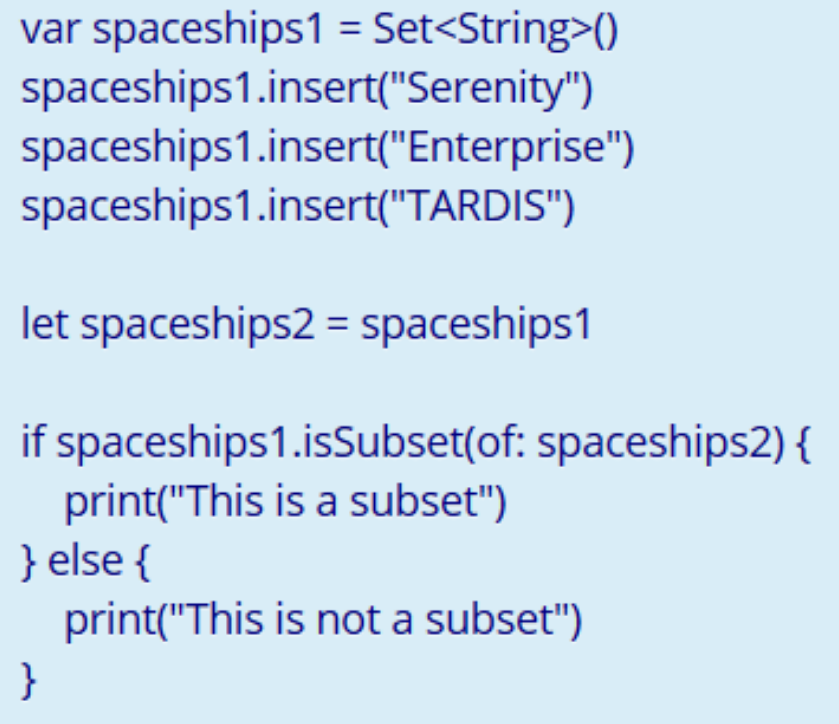 var spaceships1 = Set<String>()
spaceships1.insert("Serenity")
spaceships1.insert("Enterprise")
spaceships1.insert("TARDIS")

let spaceships2 = spaceships1

if spaceships1.isSubset(of: spaceships2) {
    print("This is a subset")
} else {
    print("This is not a subset")
}